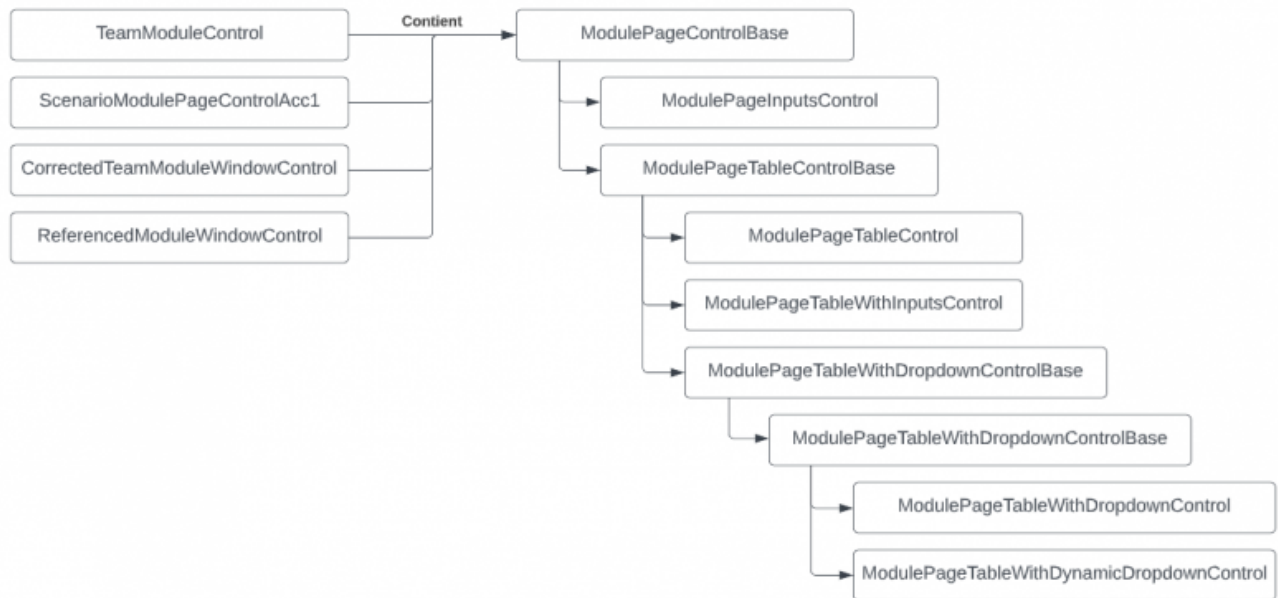 TeamModuleControl
Contient
ModulePageControlBase
ScenarioModulePageControlAcc1
ModulePageInputsControl
CorrectedTeamModuleWindowControl
ModulePageTableControlBase
ReferencedModuleWindowControl
ModulePageTableControl
ModulePageTableWithInputsControl
ModulePageTableWithDropdownControlBase
ModulePageTableWithDropdownControlBase
ModulePageTableWithDropdownControl
ModulePageTableWithDynamicDropdownControl